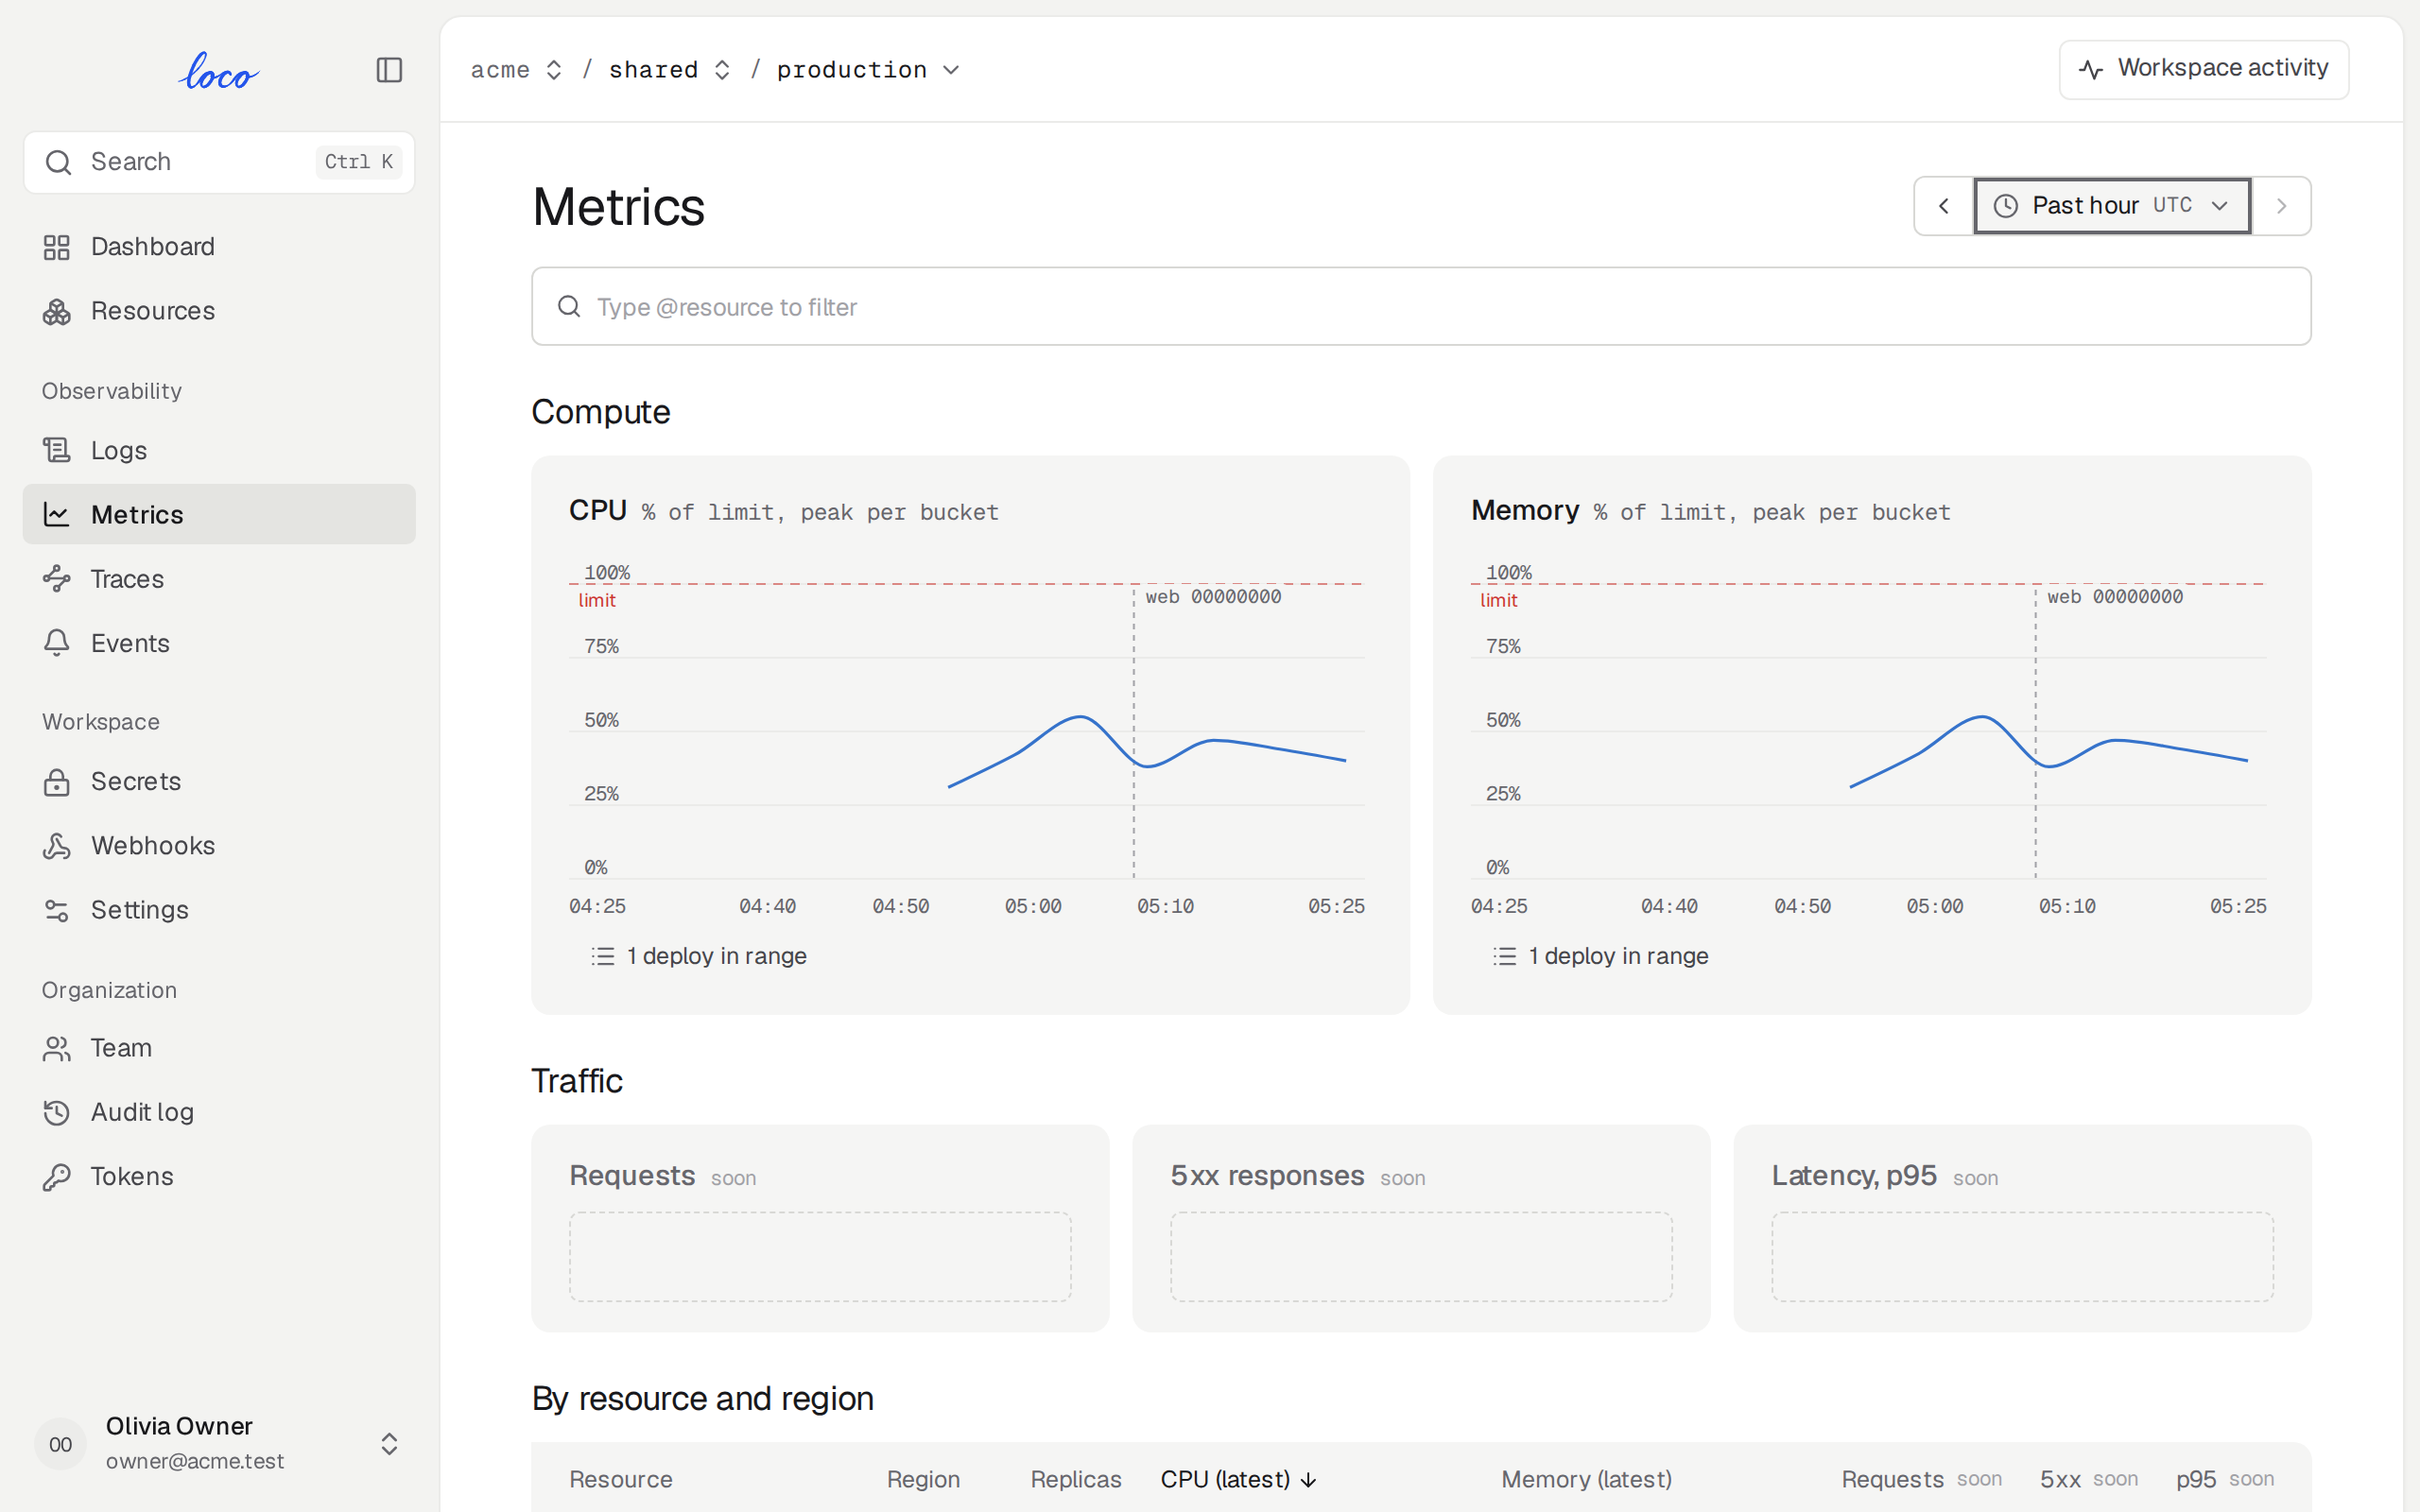 loco
acme / shared / production
Workspace activity
Search Ctrl K
Dashboard
Resources
Observability
Logs
Metrics
Traces
Events
Workspace
Secrets
Webhooks
Settings
Organization
Team
Audit log
Tokens
OO Olivia Owner
owner@acme.test
Metrics
Past hour UTC
Type @resource to filter
Compute
CPU % of limit, peak per bucket
100%
limit
web 00000000
75%
50%
25%
0%
04:25 04:40 04:50 05:00 05:10 05:25
1 deploy in range
Memory % of limit, peak per bucket
100%
limit
web 00000000
75%
50%
25%
0%
04:25 04:40 04:50 05:00 05:10 05:25
1 deploy in range
Traffic
Requests soon
5xx responses soon
Latency, p95 soon
By resource and region
Resource Region Replicas CPU (latest) Memory (latest) Requests soon 5xx soon p95 soon